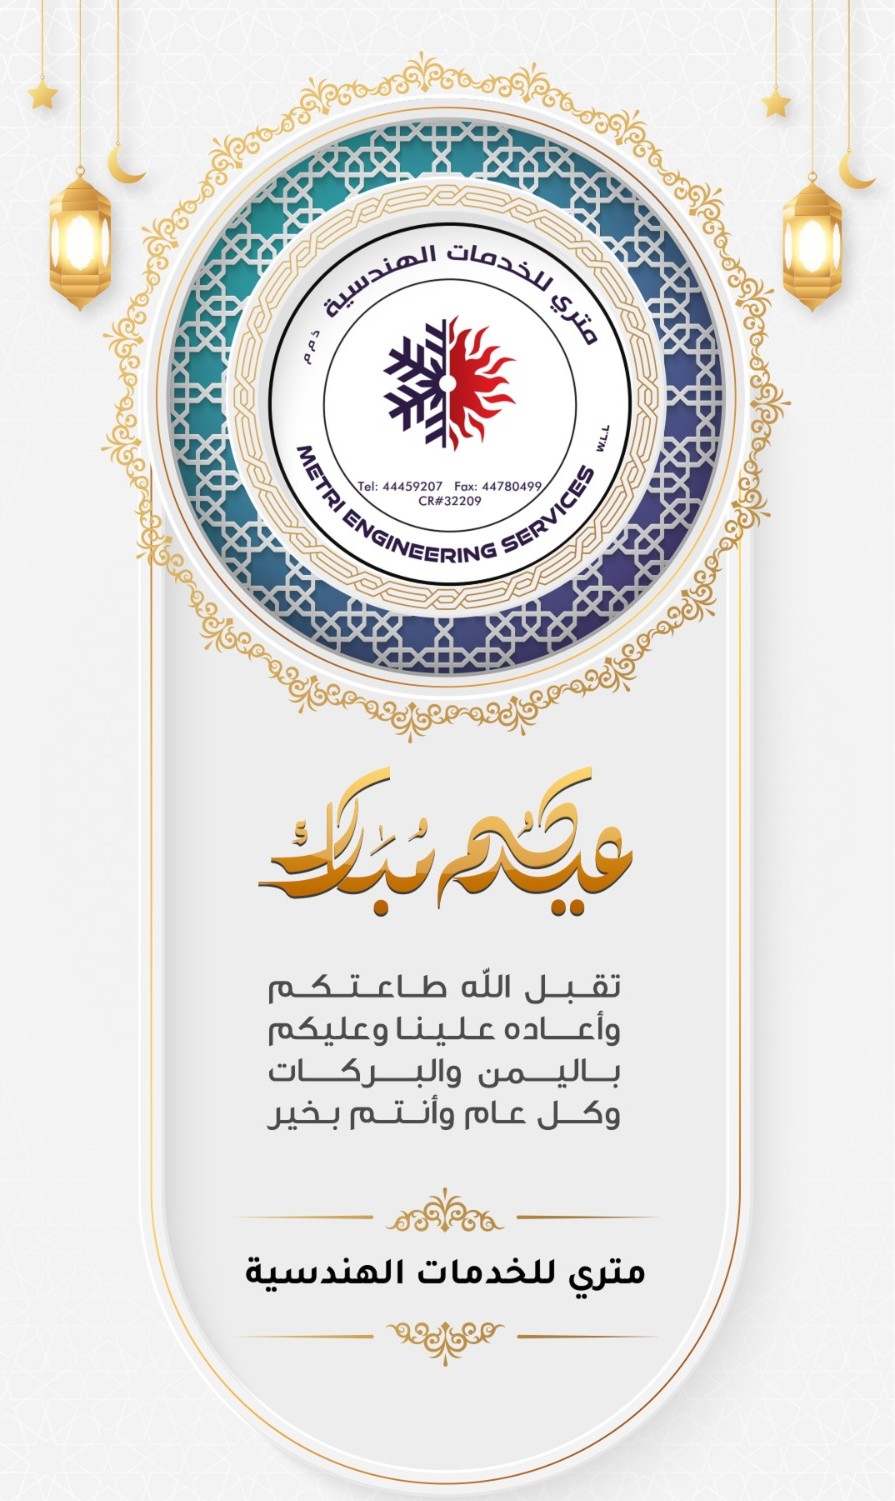 متري للخدمات الهندسية
ذ م م
Tel: 44459207 Fax: 44780499
CR#32209
METRI ENGINEERING SERVICES
W.L.L
عيدكم مُبَارك
تقبل الله طاعتكم
وأعاده علينا وعليكم
باليمن والبركات
وكل عام وأنتم بخير
متري للخدمات الهندسية